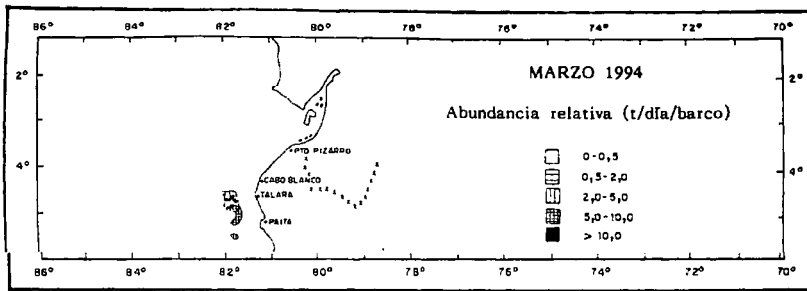 86° 84° 82° 80° 78° 76° 74° 72° 70°
2° 2°
MARZO 1994
Abundancia relativa (t/día/barco)
0-0,5
PTO PIZARRO
0,5-2,0
4° 4°
CABO BLANCO
TALARA
2,0-5,0
PAITA
5,0-10,0
> 10,0
86° 84° 82° 80° 78° 76° 74° 72° 70°